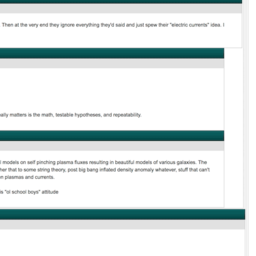 Then at the very end they ignore everything they'd said and just spew their "electric currents" idea. I
ally matters is the math, testable hypotheses, and repeatability.
l models on self pinching plasma fluxes resulting in beautiful models of various galaxies. The
her that to some string theory, post big bang inflated density anomaly whatever, stuff that can't
n plasmas and currents.
is "ol school boys" attitude